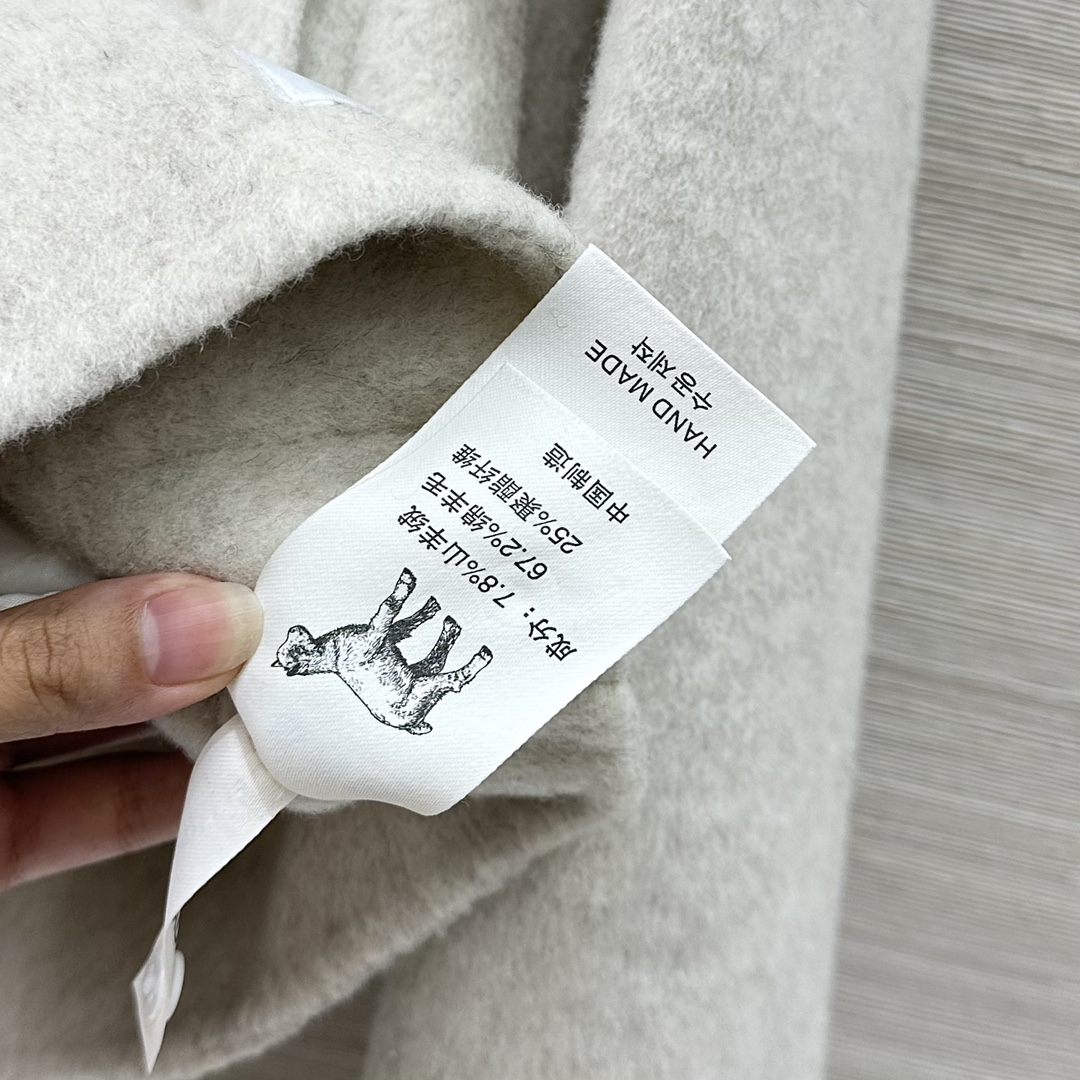 成分：7.8%山羊绒
67.2%绵羊毛
25%聚酯纤维
中国制造
HAND MADE
수공 제작